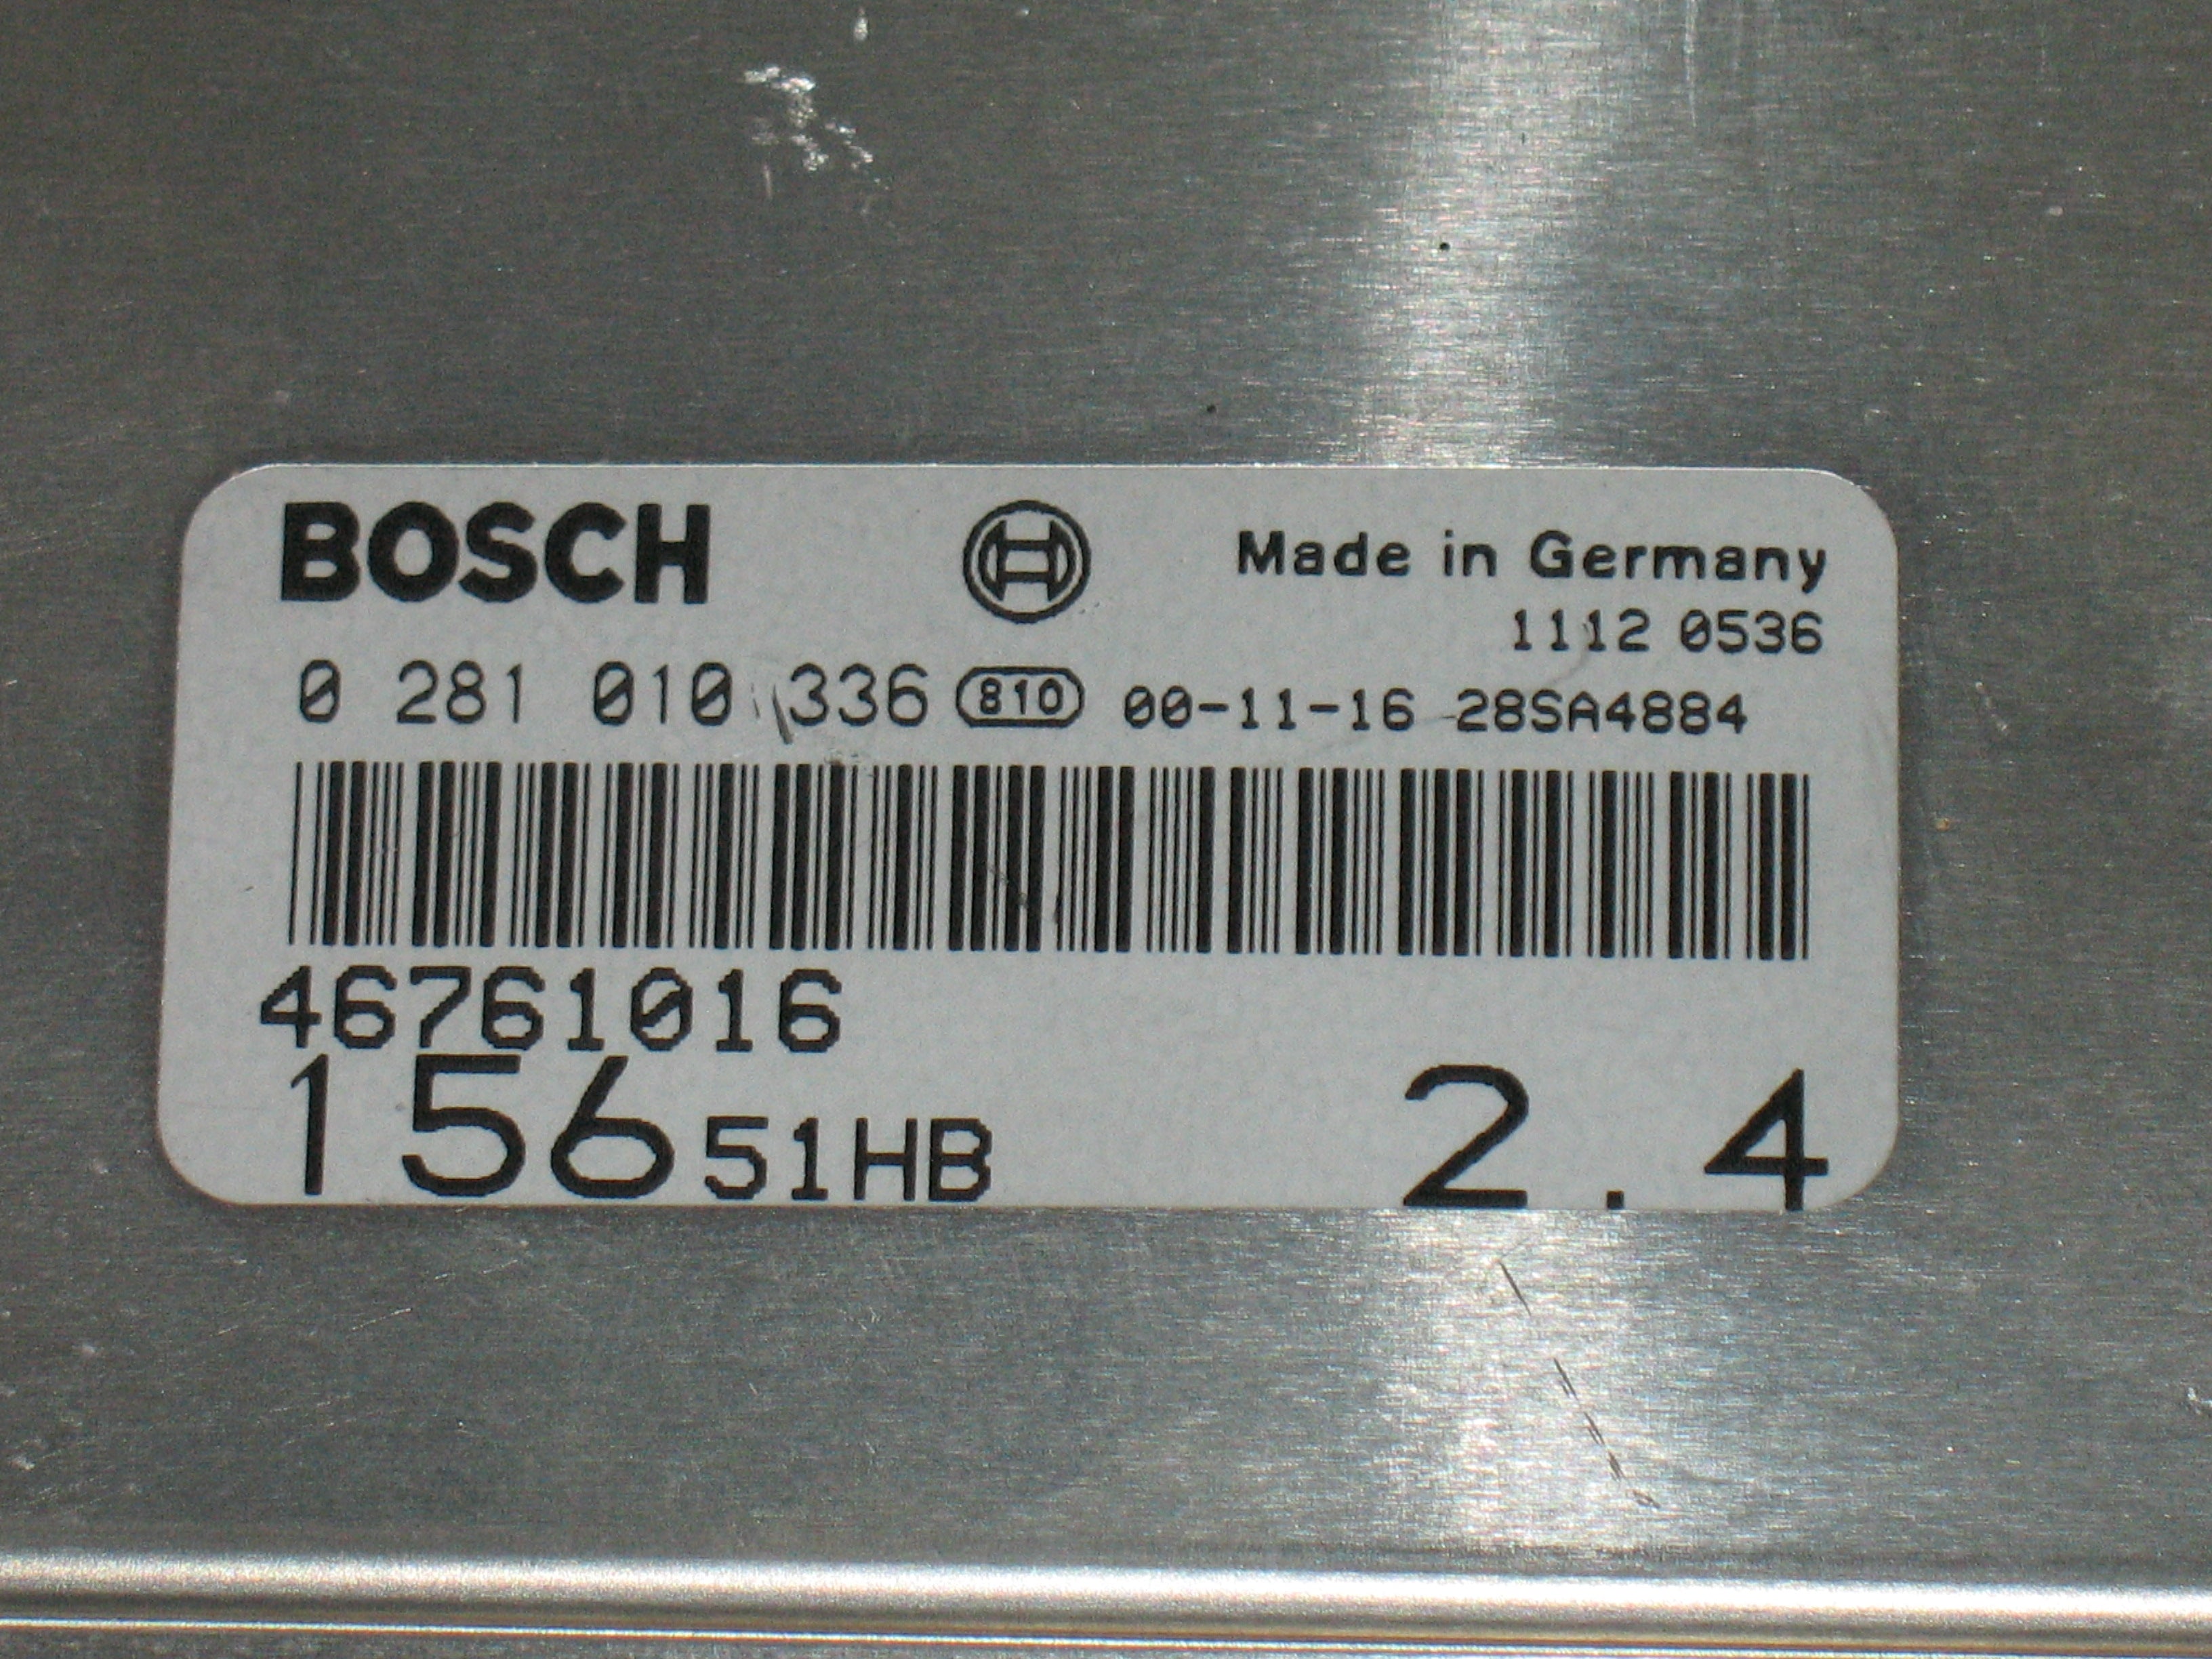 BOSCH Made in Germany
1112 0536
0 281 010 336 810 00-11-16 28SA4884
46761016
156 51HB 2.4